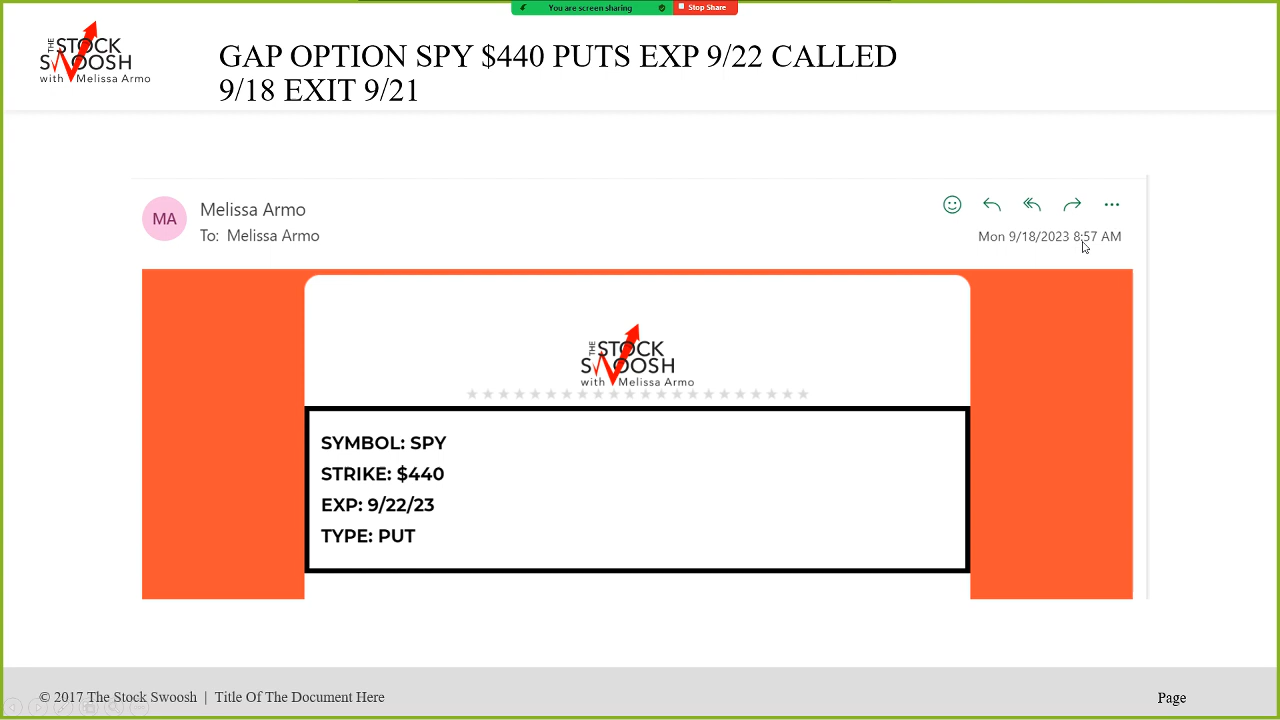 You are screen sharing
Stop Share
THE
STOCK
SWOOSH
with Melissa Armo
GAP OPTION SPY $440 PUTS EXP 9/22 CALLED
9/18 EXIT 9/21
MA
Melissa Armo
To: Melissa Armo
Mon 9/18/2023 8:57 AM
THE
STOCK
SWOOSH
with Melissa Armo
SYMBOL: SPY
STRIKE: $440
EXP: 9/22/23
TYPE: PUT
© 2017 The Stock Swoosh | Title Of The Document Here
Page